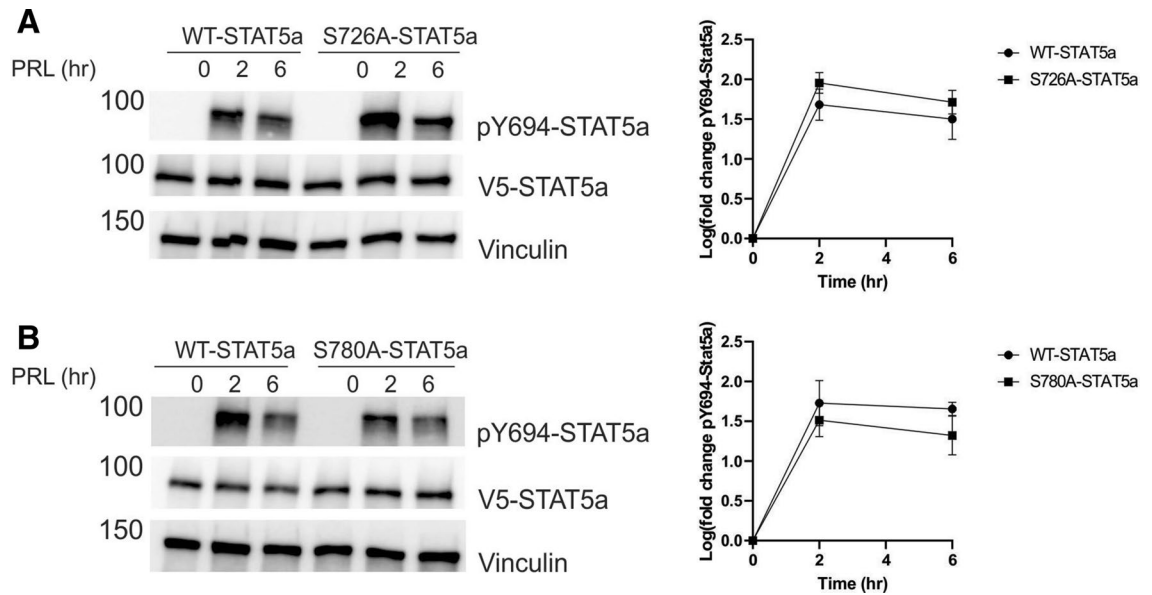 A
WT-STAT5a S726A-STAT5a
PRL (hr) 0 2 6 0 2 6
100 pY694-STAT5a
100 V5-STAT5a
150 Vinculin
Log(fold change pY694-Stat5a)
2.5
2.0
1.5
1.0
0.5
0.0
0 2 4 6
Time (hr)
WT-STAT5a
S726A-STAT5a
B
WT-STAT5a S780A-STAT5a
PRL (hr) 0 2 6 0 2 6
100 pY694-STAT5a
100 V5-STAT5a
150 Vinculin
Log(fold change pY694-Stat5a)
2.5
2.0
1.5
1.0
0.5
0.0
0 2 4 6
Time (hr)
WT-STAT5a
S780A-STAT5a